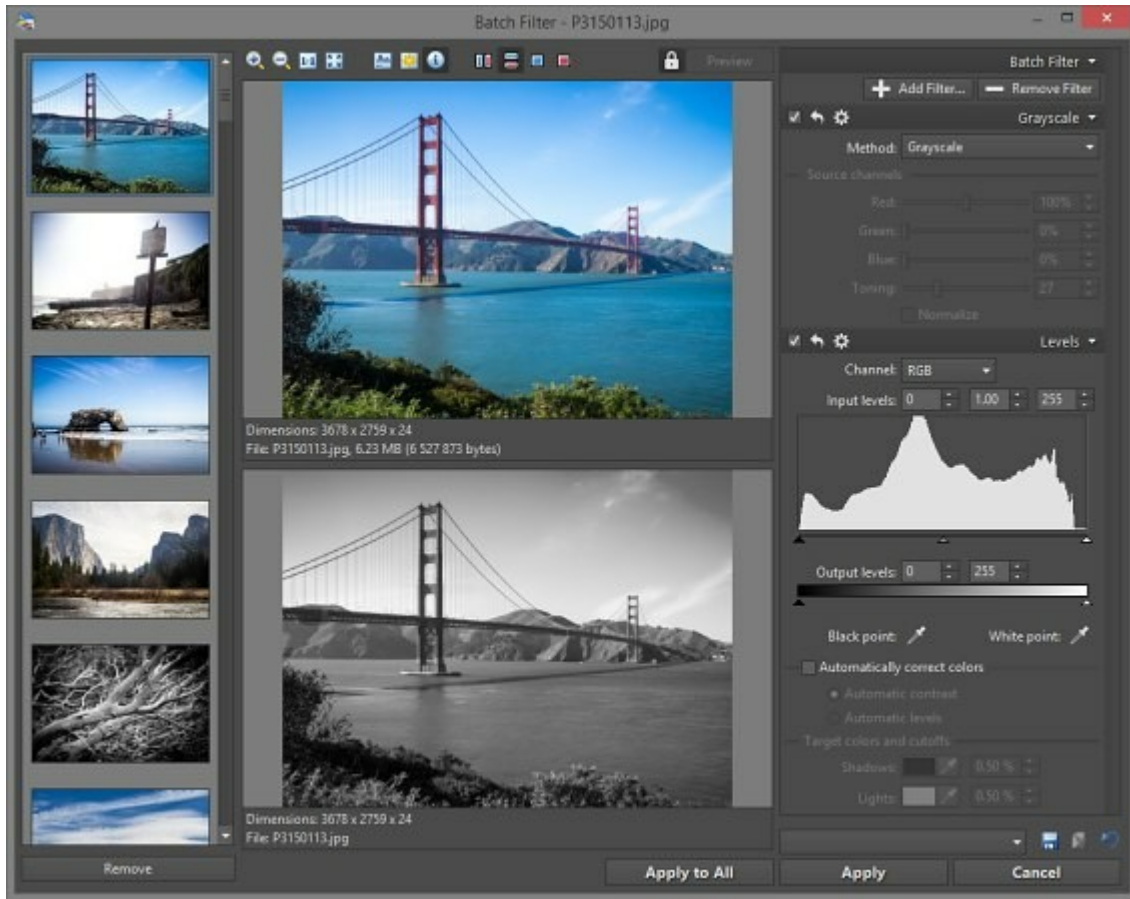 Batch Filter - P3150113.jpg
Preview
Batch Filter
Add Filter...
Remove Filter
Grayscale
Method: Grayscale
Source channels
Red: 100%
Green: 0%
Blue: 0%
Toning: 27
Normalize
Levels
Channel: RGB
Input levels: 0 1.00 255
Output levels: 0 255
Black point: White point:
Automatically correct colors
Automatic contrast
Automatic levels
Target colors and cutoffs
Shadows: 0.50 %
Lights: 0.50 %
Dimensions: 3678 x 2759 x 24
File: P3150113.jpg, 6.23 MB (6 527 873 bytes)
Dimensions: 3678 x 2759 x 24
File: P3150113.jpg
Remove
Apply to All
Apply
Cancel